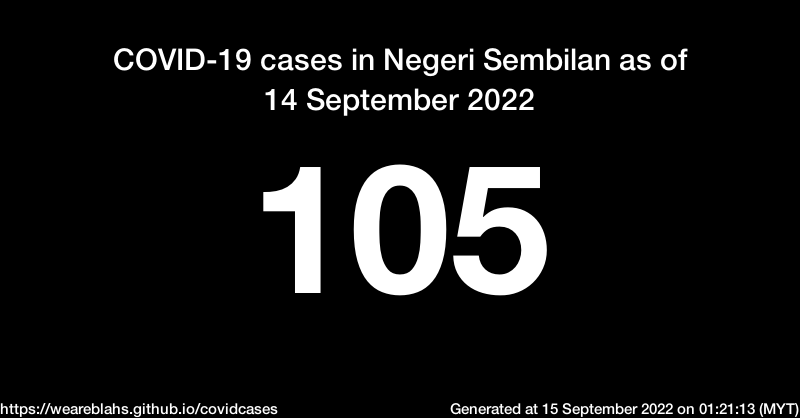 COVID-19 cases in Negeri Sembilan as of
14 September 2022
105
https://weareblahs.github.io/covidcases
Generated at 15 September 2022 on 01:21:13 (MYT)